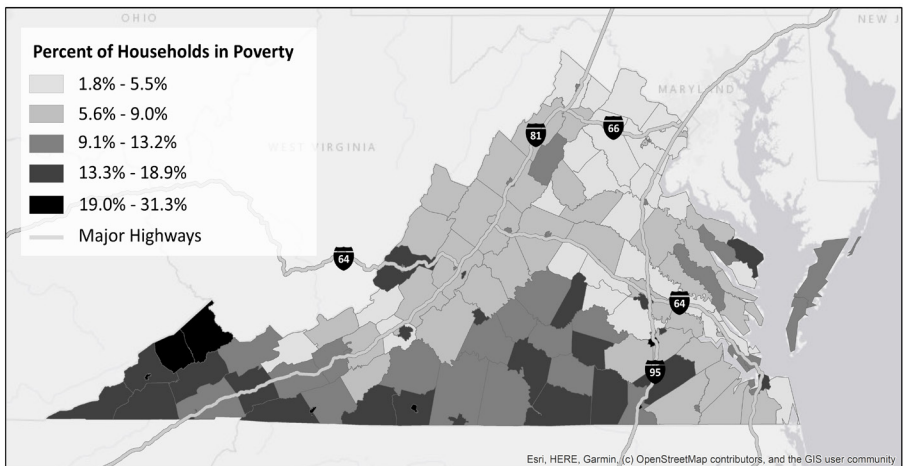 OHIO
NEW J
Percent of Households in Poverty
1.8% - 5.5%
5.6% - 9.0%
9.1% - 13.2%
13.3% - 18.9%
19.0% - 31.3%
Major Highways
MARYLAND
WEST VIRGINIA
81
66
64
64
95
Esri, HERE, Garmin, (c) OpenStreetMap contributors, and the GIS user community